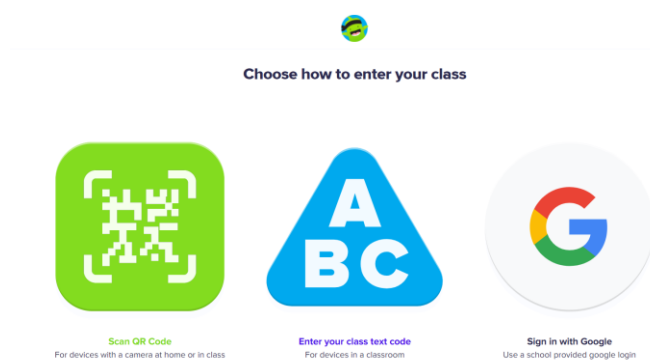 Choose how to enter your class
A
BC
Scan QR Code
For devices with a camera at home or in class
Enter your class text code
For devices in a classroom
G
Sign in with Google
Use a school provided google login